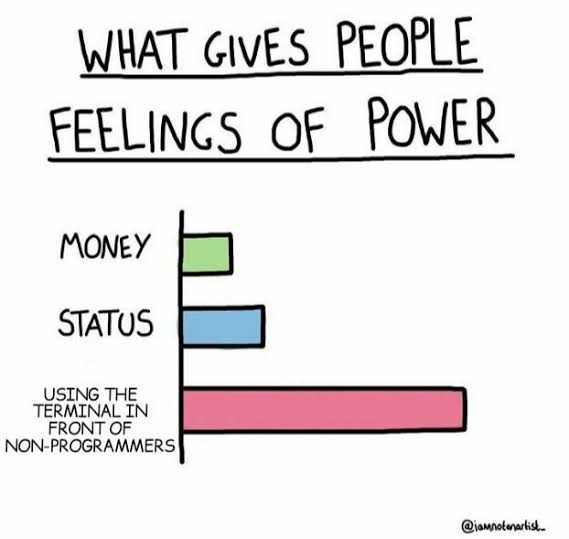 WHAT GIVES PEOPLE
FEELINGS OF POWER
MONEY
STATUS
USING THE
TERMINAL IN
FRONT OF
NON-PROGRAMMERS
@iamnotanartist_